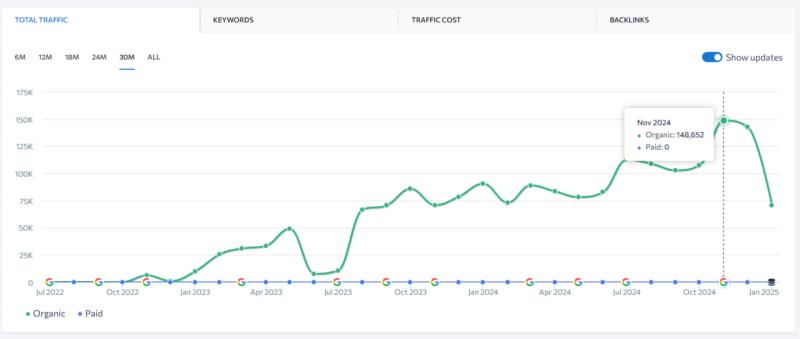 TOTAL TRAFFIC KEYWORDS TRAFFIC COST BACKLINKS
6M 12M 18M 24M 30M ALL Show updates
175K
150K
125K
100K
75K
50K
25K
0
Nov 2024
Organic: 148,652
Paid: 0
Jul 2022 Oct 2022 Jan 2023 Apr 2023 Jul 2023 Oct 2023 Jan 2024 Apr 2024 Jul 2024 Oct 2024 Jan 2025
Organic Paid